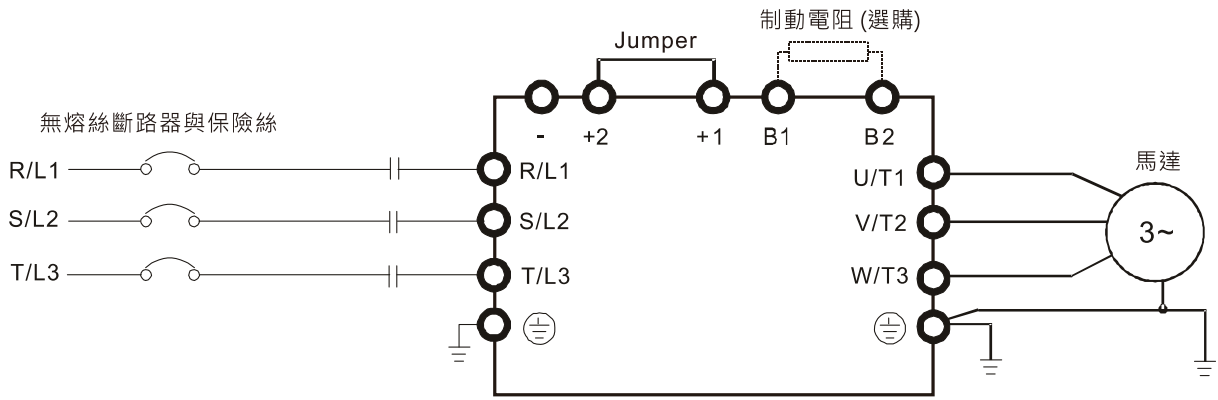 制動電阻 (選購)
Jumper
- +2 +1 B1 B2
無熔絲斷路器與保險絲
馬達
R/L1 R/L1 U/T1
S/L2 S/L2 V/T2 3~
T/L3 T/L3 W/T3